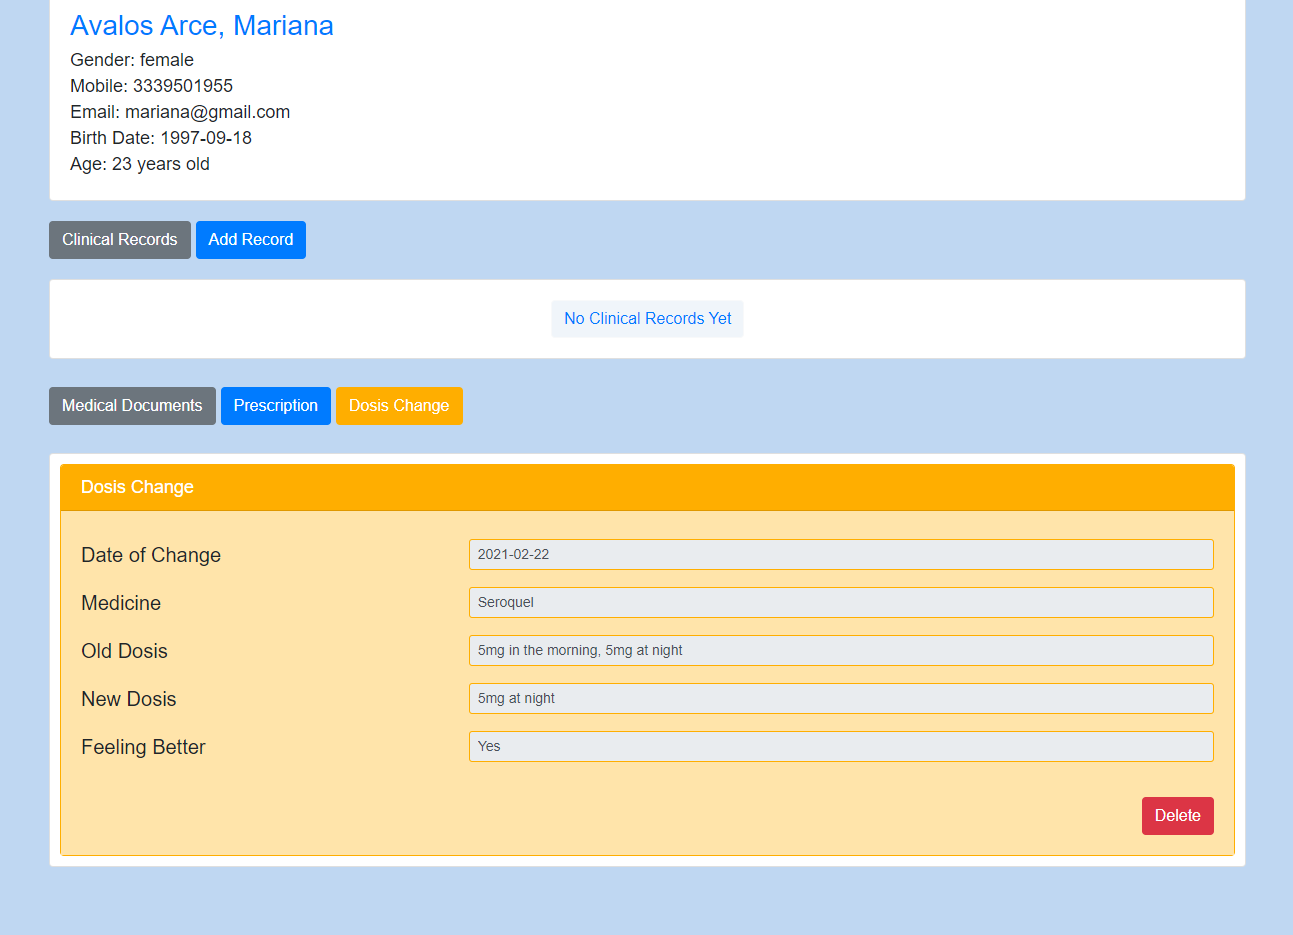 Avalos Arce, Mariana
Gender: female
Mobile: 3339501955
Email: mariana@gmail.com
Birth Date: 1997-09-18
Age: 23 years old
Clinical Records Add Record
No Clinical Records Yet
Medical Documents Prescription Dosis Change
Dosis Change
Date of Change 2021-02-22
Medicine Seroquel
Old Dosis 5mg in the morning, 5mg at night
New Dosis 5mg at night
Feeling Better Yes
Delete